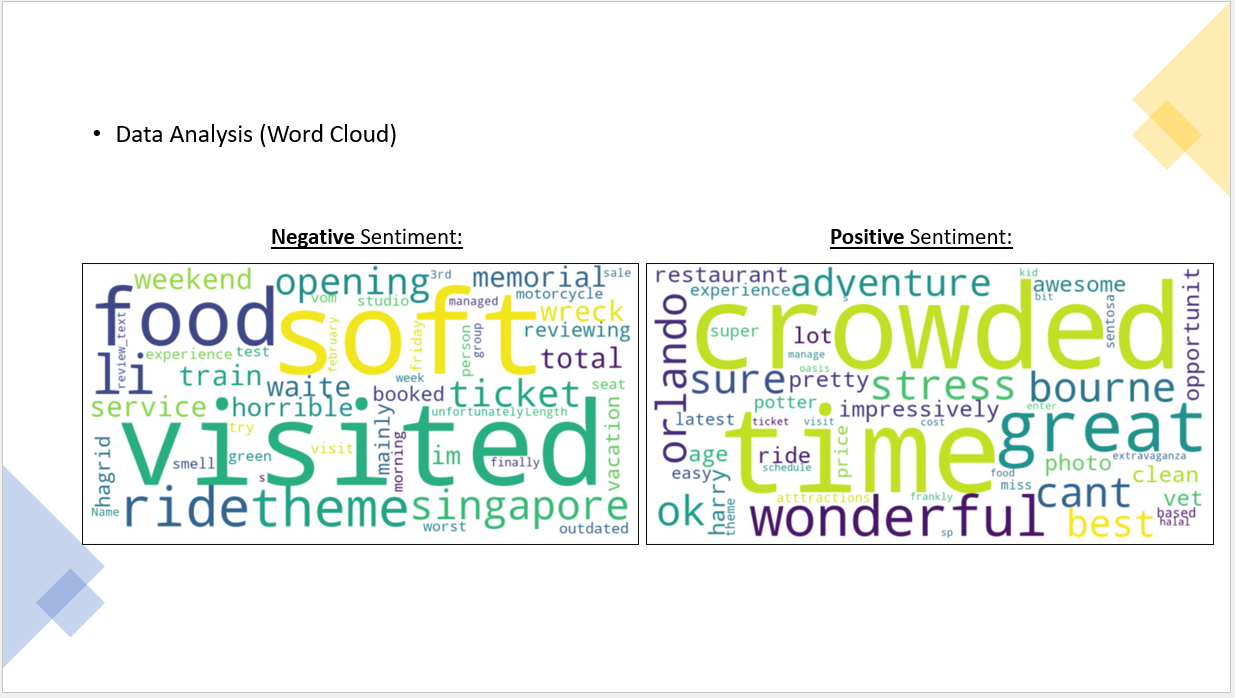 • Data Analysis (Word Cloud)
Negative Sentiment:
weekend opening 3rd memorial sale
vom studio managed motorcycle
food soft wreck
review_text february friday person group reviewing
li experience test total
train waite week booked ticket seat
service horrible unfortunately Length
try mainly vacation
visited
hagrid smell green visit morning im finally
s
Name ride theme singapore
worst outdated
Positive Sentiment:
restaurant adventure kid awesome
experience bit
orlando crowded sentosa opportunit
super lot
manage
oasis
sure pretty stress bourne
potter impressively enter
latest ticket visit cost great
time
age ride price photo extravaganza
easy schedule food clean
miss
harry theme atttractions frankly cant vet
ok wonderful sp best based
halal